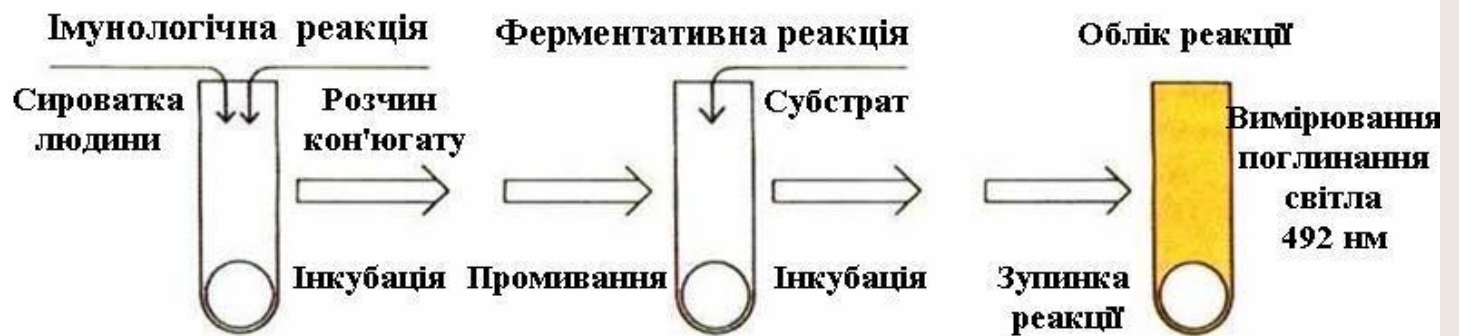 Імунологічна реакція
Ферментативна реакція
Облік реакції
Сироватка
людини
Розчин
кон'югату
Субстрат
Вимірювання
поглинання
світла
492 нм
Інкубація
Промивання
Інкубація
Зупинка
реакції